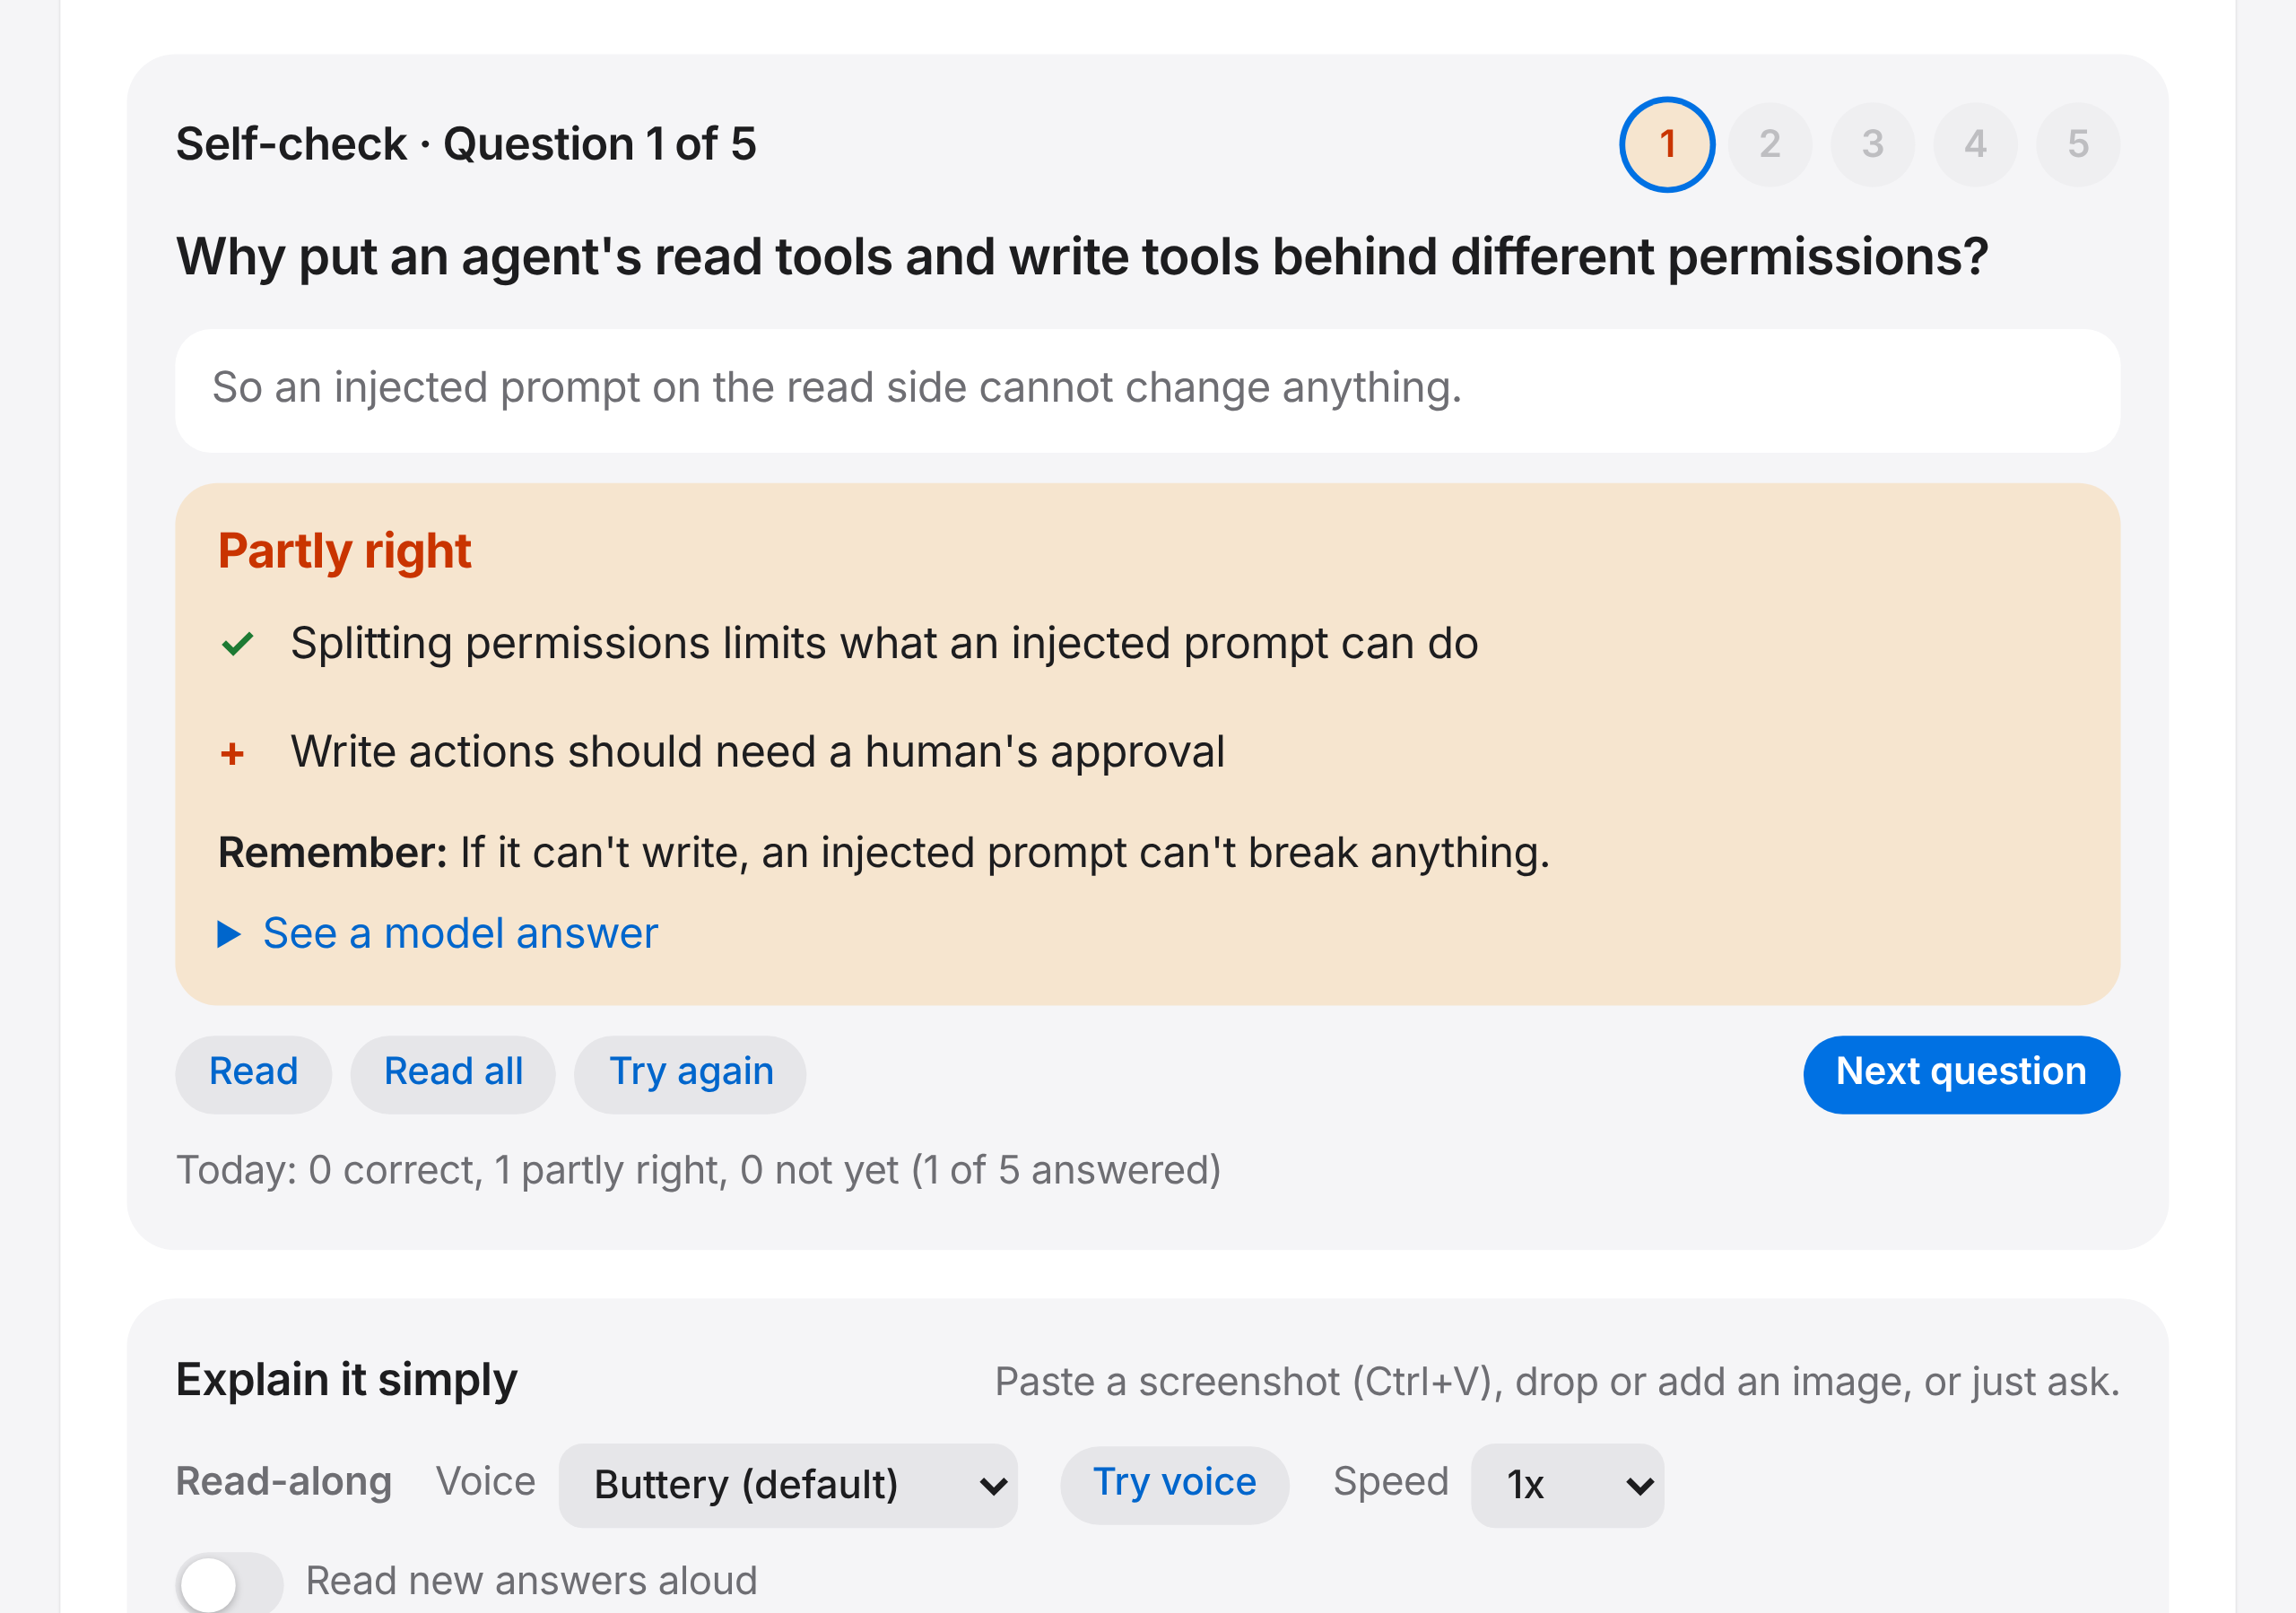 Self-check · Question 1 of 5
1 2 3 4 5
Why put an agent's read tools and write tools behind different permissions?
So an injected prompt on the read side cannot change anything.
Partly right
✓ Splitting permissions limits what an injected prompt can do
+ Write actions should need a human's approval
Remember: If it can't write, an injected prompt can't break anything.
▶ See a model answer
Read Read all Try again Next question
Today: 0 correct, 1 partly right, 0 not yet (1 of 5 answered)
Explain it simply Paste a screenshot (Ctrl+V), drop or add an image, or just ask.
Read-along Voice Buttery (default) Try voice Speed 1x
Read new answers aloud